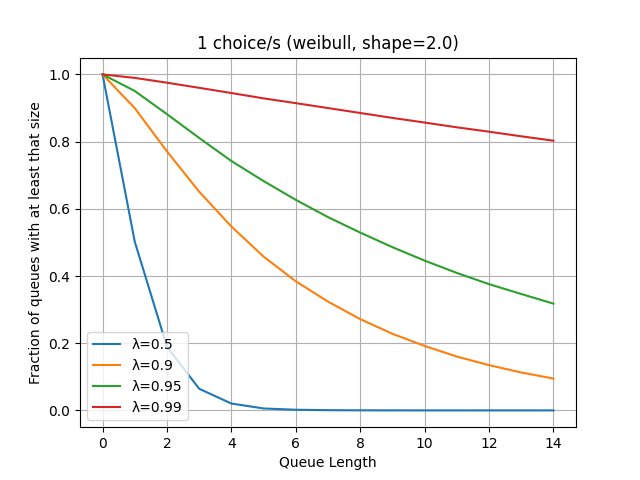 1 choice/s (weibull, shape=2.0)
Fraction of queues with at least that size
1.0
0.8
0.6
0.4
0.2
0.0
λ=0.5
λ=0.9
λ=0.95
λ=0.99
0 2 4 6 8 10 12 14
Queue Length